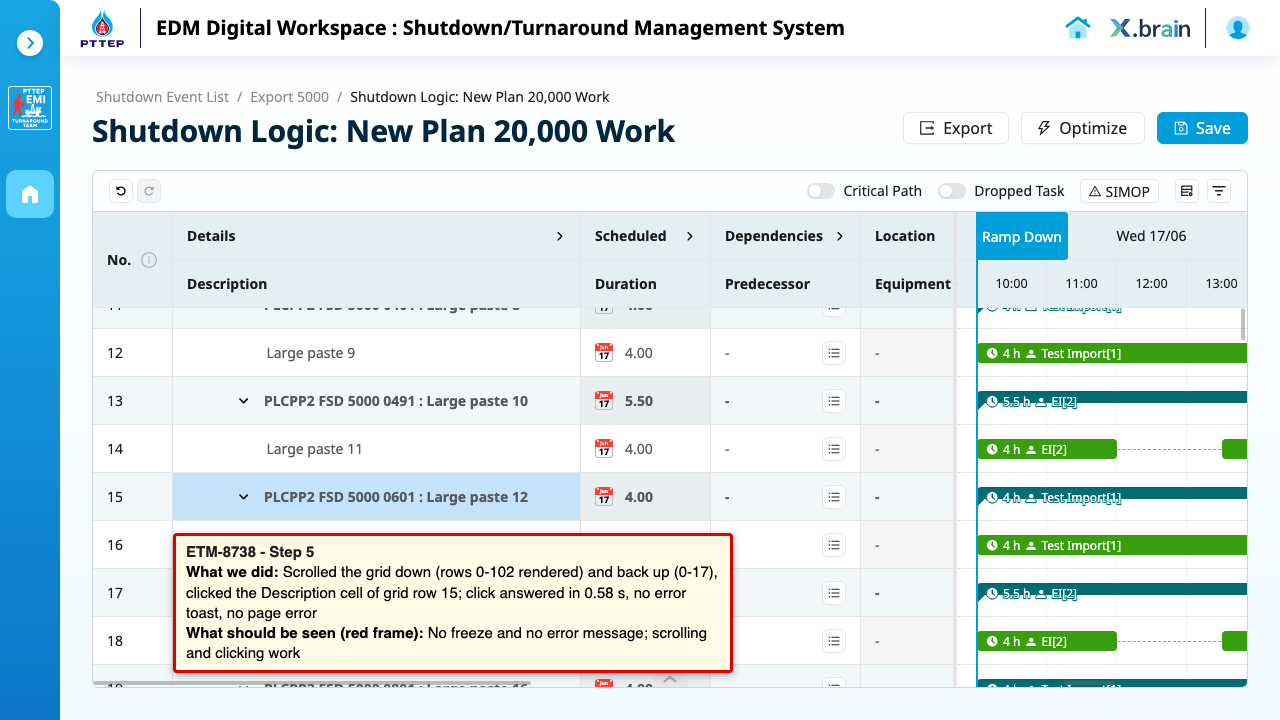 PTTEP
EDM Digital Workspace : Shutdown/Turnaround Management System
X.brain
PTTEP
EMI
TURNAROUND
TEAM
Shutdown Event List / Export 5000 / Shutdown Logic: New Plan 20,000 Work
Shutdown Logic: New Plan 20,000 Work
Export
Optimize
Save
Critical Path
Dropped Task
SIMOP
No.
Details
Scheduled
Dependencies
Location
Ramp Down
Wed 17/06
Description
Duration
Predecessor
Equipment
10:00
11:00
12:00
13:00
12
Large paste 9
4.00
-
-
4 h Test Import[1]
13
PLCPP2 FSD 5000 0491 : Large paste 10
5.50
-
-
5.5 h EI[2]
14
Large paste 11
4.00
-
-
4 h EI[2]
15
PLCPP2 FSD 5000 0601 : Large paste 12
4.00
-
-
4 h Test Import[1]
16
-
4 h Test Import[1]
17
-
5.5 h EI[2]
18
-
4 h EI[2]
ETM-8738 - Step 5
What we did: Scrolled the grid down (rows 0-102 rendered) and back up (0-17),
clicked the Description cell of grid row 15; click answered in 0.58 s, no error
toast, no page error
What should be seen (red frame): No freeze and no error message; scrolling
and clicking work